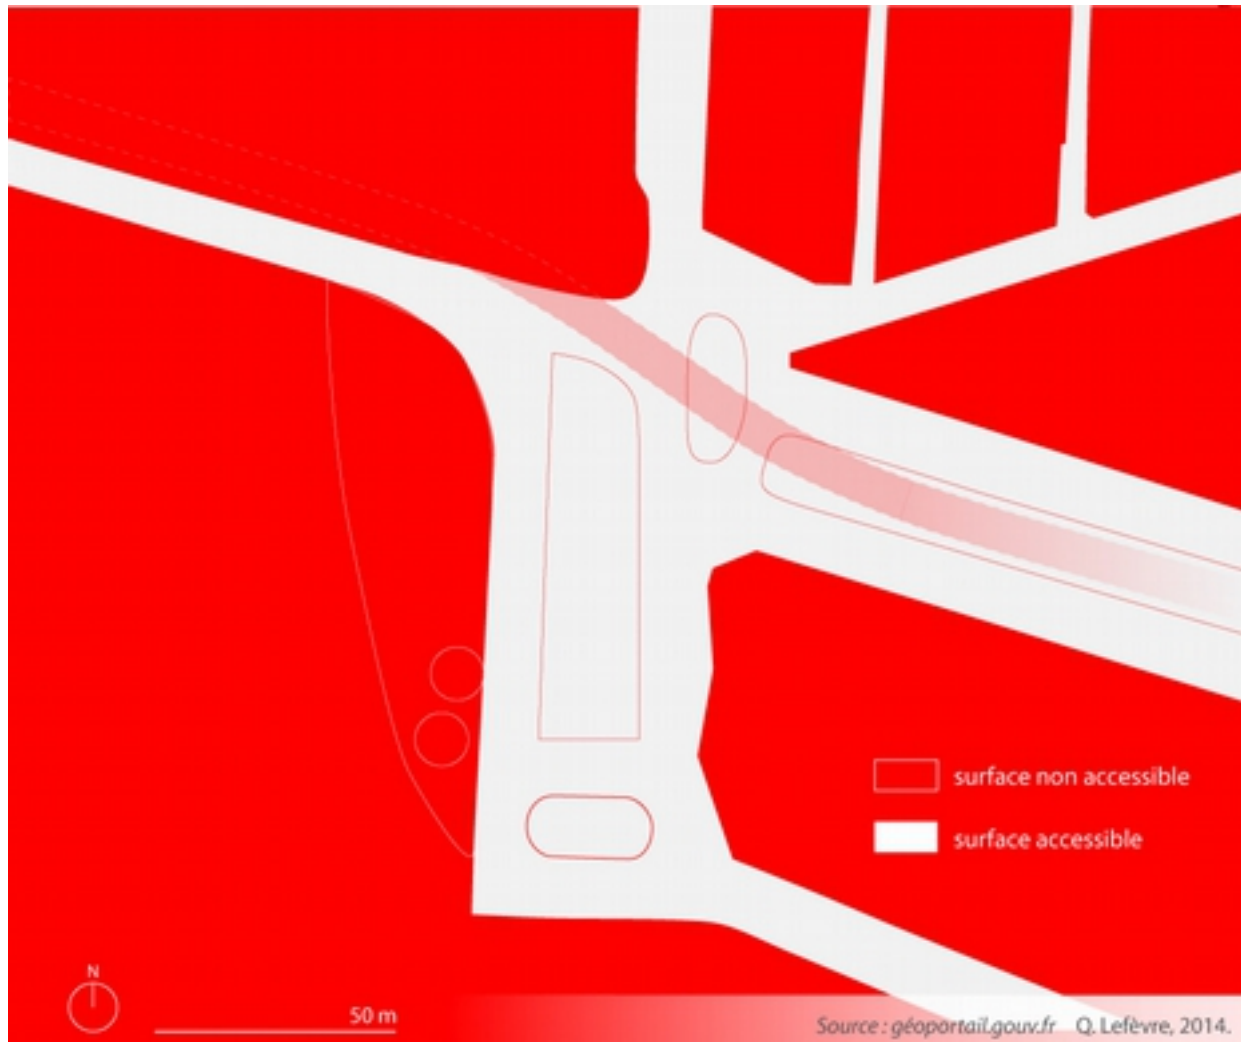 surface non accessible
surface accessible
N
50 m
Source : géoportail.gouv.fr Q. Lefèvre, 2014.